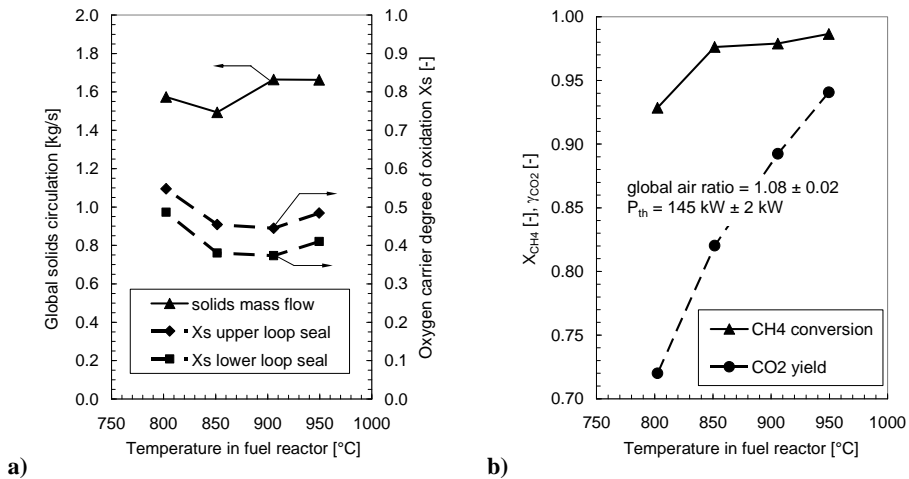 2.0
1.8
1.6
1.4
1.2
1.0
0.8
0.6
0.4
0.2
0.0
Global solids circulation [kg/s]
1.0
0.9
0.8
0.7
0.6
0.5
0.4
0.3
0.2
0.1
0.0
Oxygen carrier degree of oxidation Xs [-]
solids mass flow
Xs upper loop seal
Xs lower loop seal
750 800 850 900 950 1000
Temperature in fuel reactor [°C]
a)
1.00
0.95
0.90
0.85
0.80
0.75
0.70
X_CH4 [-], γ_CO2 [-]
global air ratio = 1.08 ± 0.02
P_th = 145 kW ± 2 kW
CH4 conversion
CO2 yield
750 800 850 900 950 1000
Temperature in fuel reactor [°C]
b)